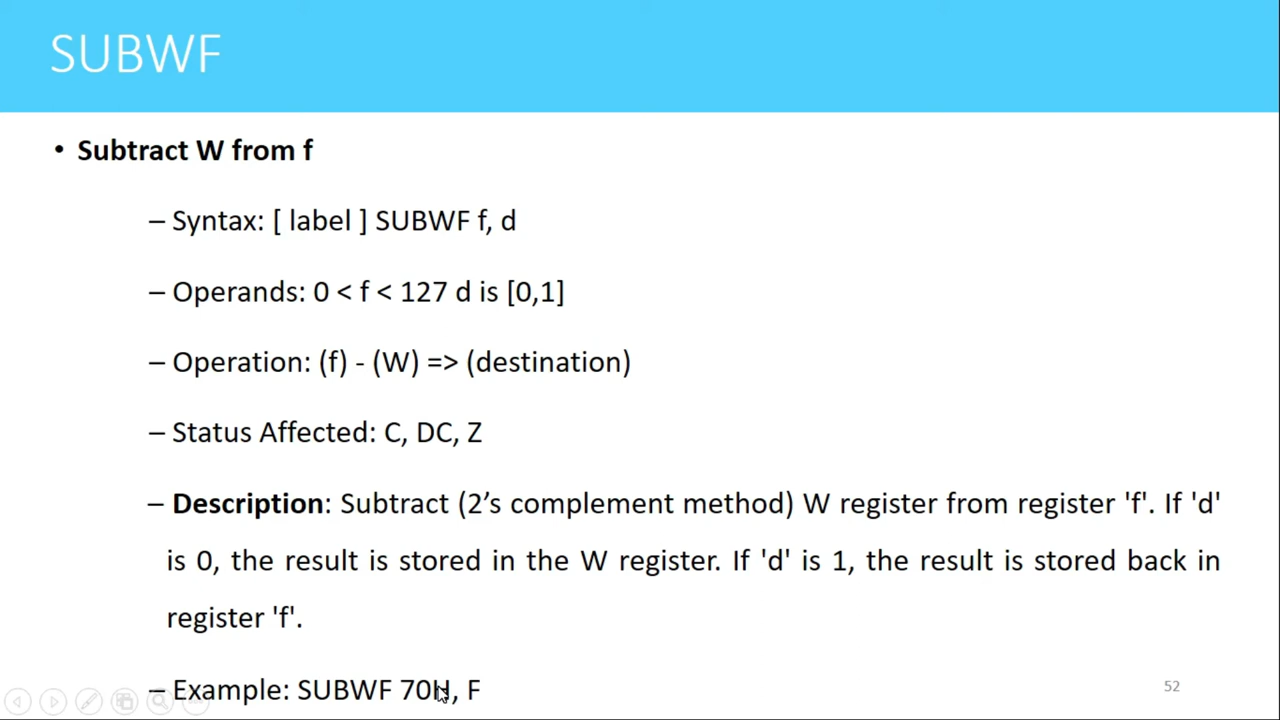 SUBWF
• Subtract W from f
– Syntax: [ label ] SUBWF f, d
– Operands: 0 < f < 127 d is [0,1]
– Operation: (f) - (W) => (destination)
– Status Affected: C, DC, Z
– Description: Subtract (2’s complement method) W register from register 'f'. If 'd'
is 0, the result is stored in the W register. If 'd' is 1, the result is stored back in
register 'f'.
– Example: SUBWF 70H, F
52